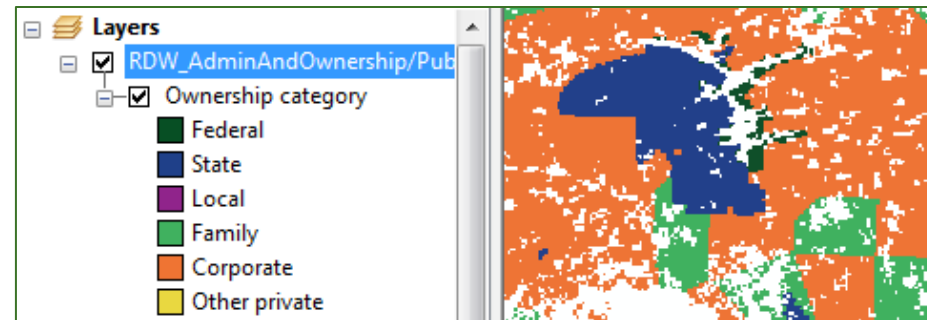 Layers
RDW_AdminAndOwnership/Pub
Ownership category
Federal
State
Local
Family
Corporate
Other private